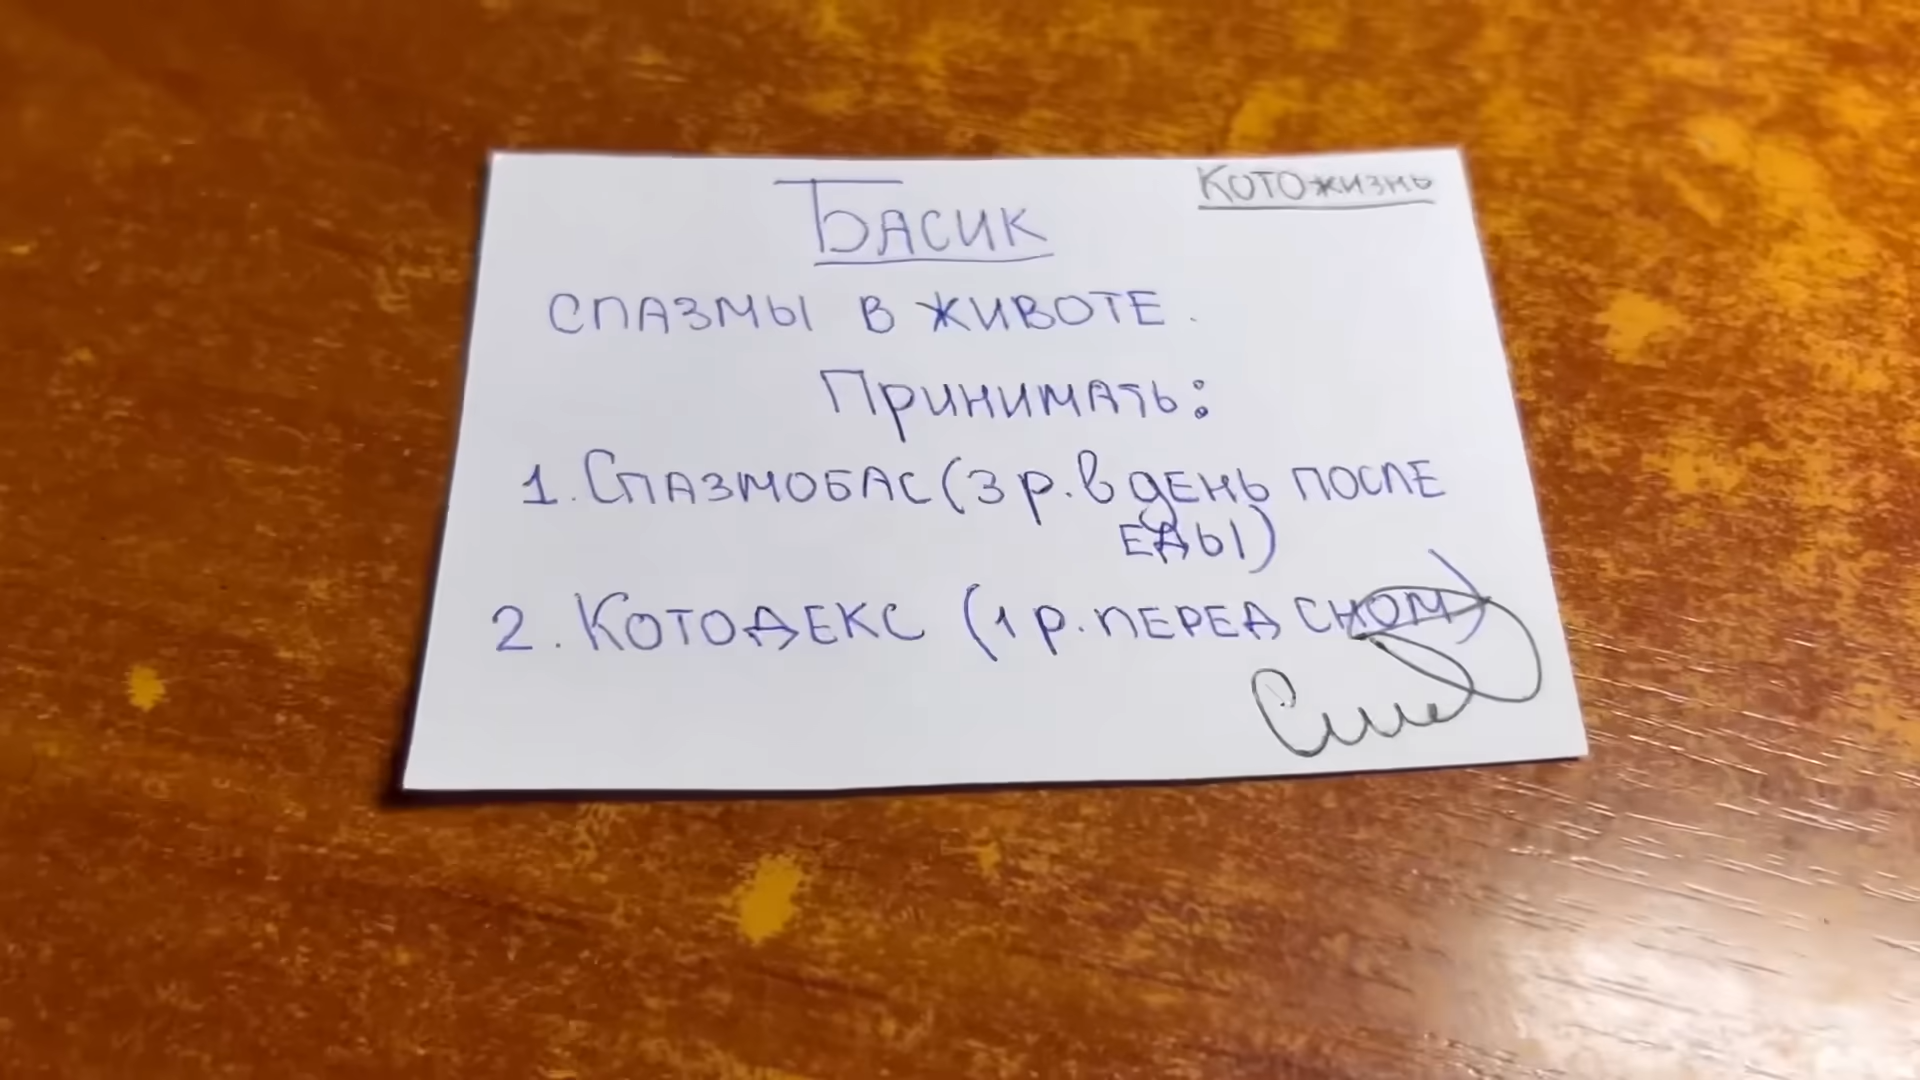 Котожизнь
Басик
СПАЗМЫ В ЖИВОТЕ.
Принимать:
1. Спазмобас (3 р. в день после
еды)
2. Котодекс (1 р. перед сном)